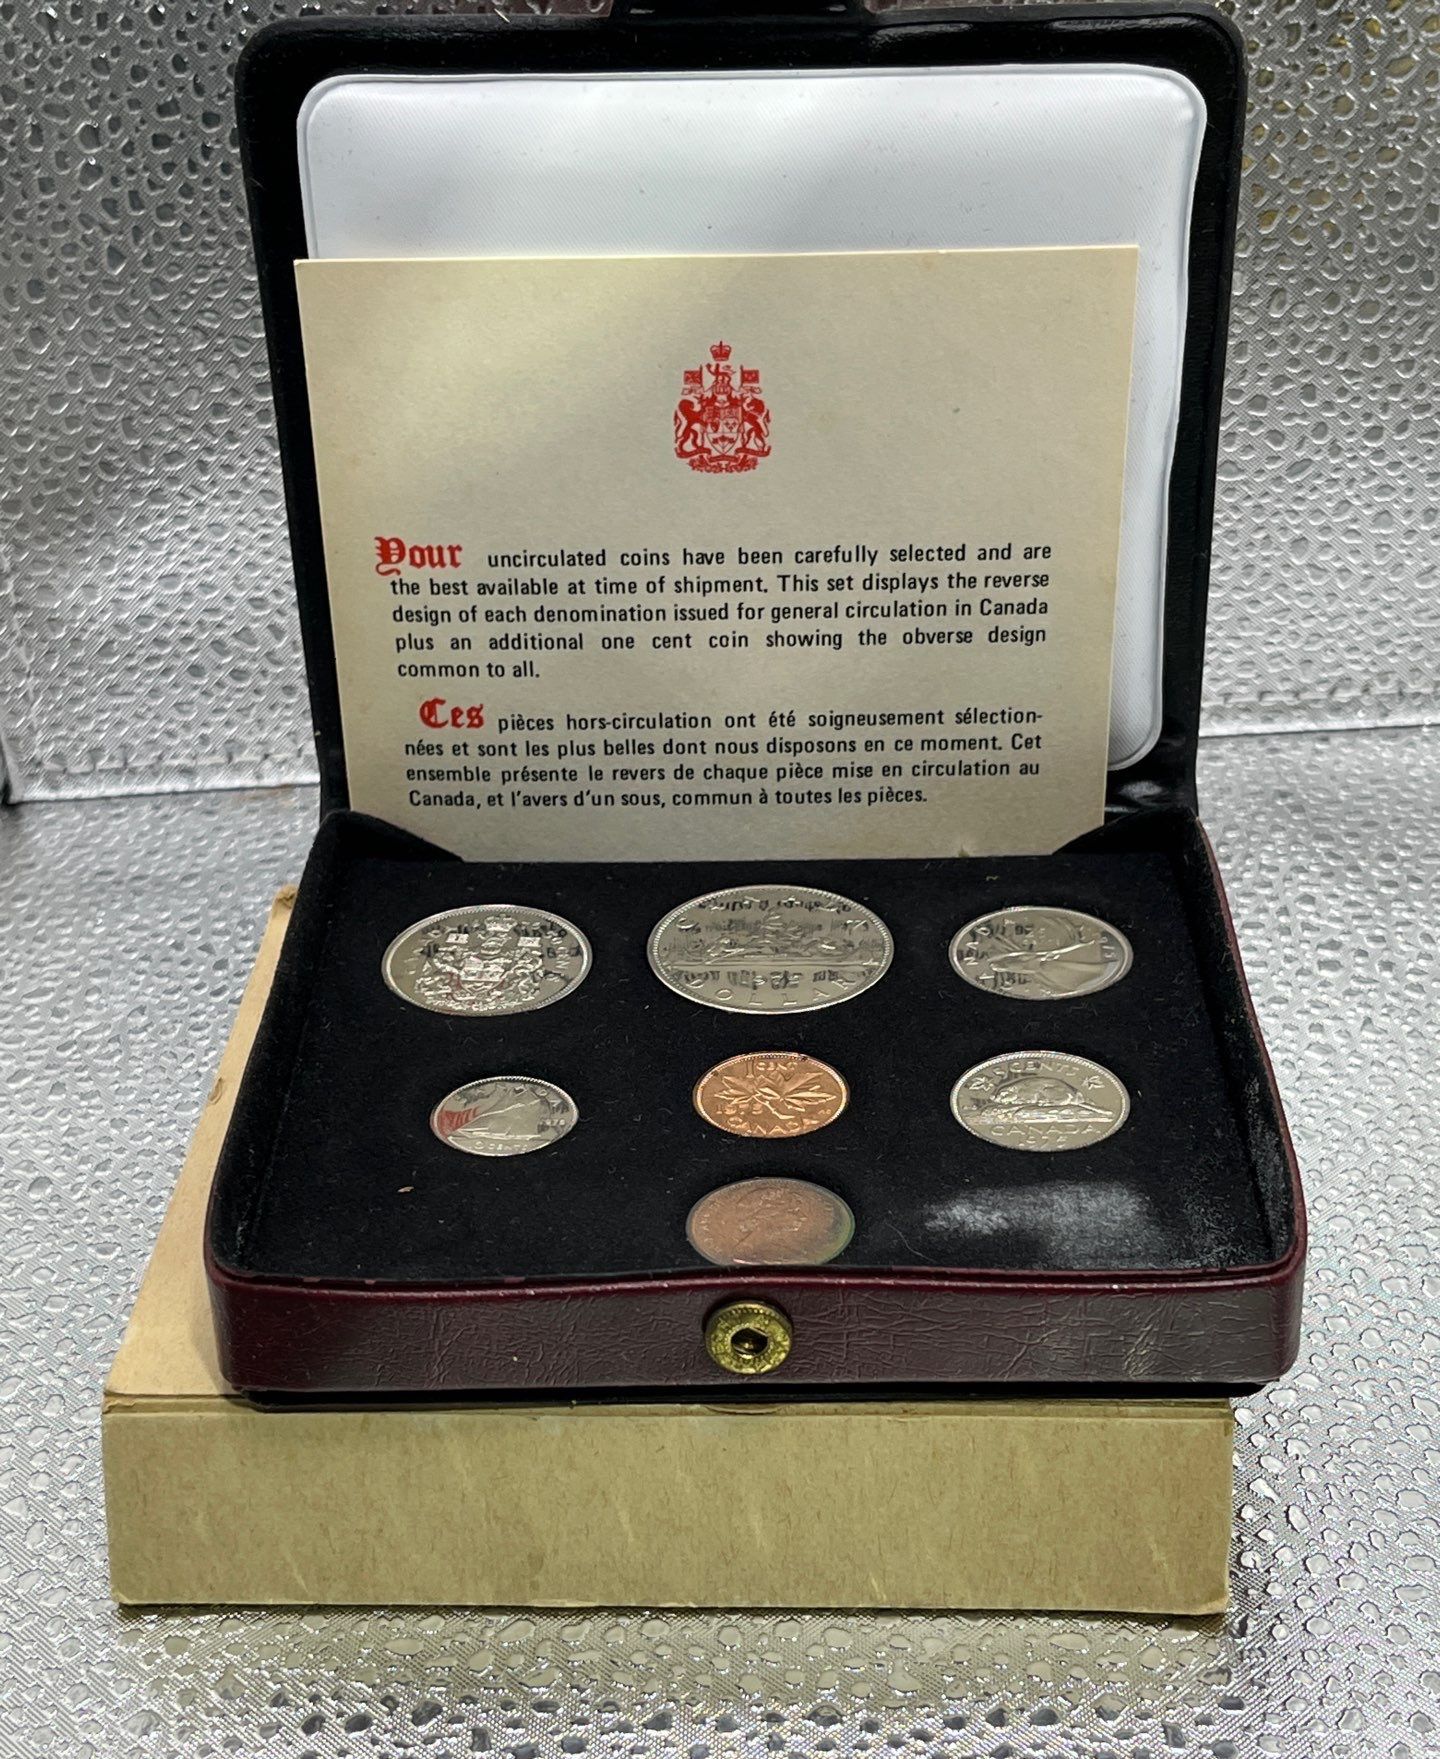 Your uncirculated coins have been carefully selected and are
the best available at time of shipment. This set displays the reverse
design of each denomination issued for general circulation in Canada
plus an additional one cent coin showing the obverse design
common to all.
Ces pièces hors-circulation ont été soigneusement sélection-
nées et sont les plus belles dont nous disposons en ce moment. Cet
ensemble présente le revers de chaque pièce mise en circulation au
Canada, et l'avers d'un sous, commun à toutes les pièces.
DOLLAR
1 CENT
CANADA
5 CENTS
CANADA